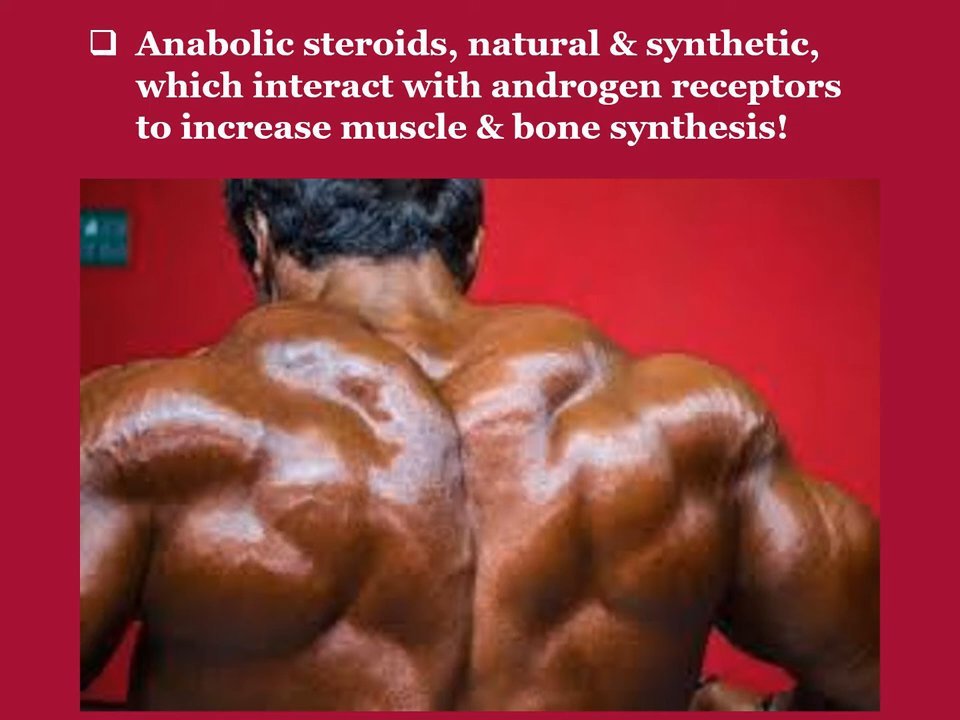 ❑ Anabolic steroids, natural & synthetic,
which interact with androgen receptors
to increase muscle & bone synthesis!